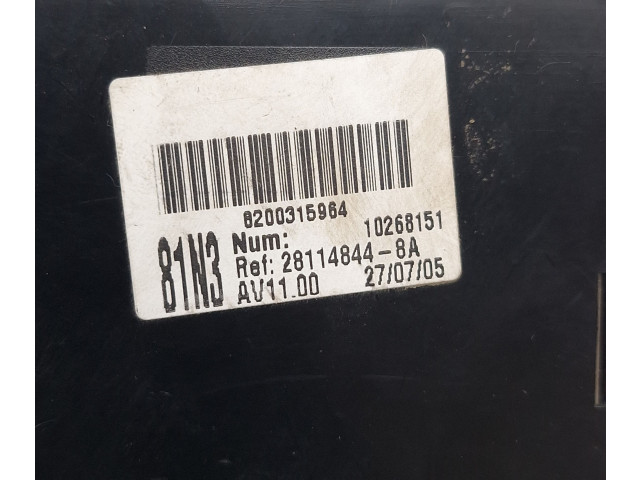 8200315964
81N3
Num: 10268151
Ref: 28114844-8A
AV11.00 27/07/05